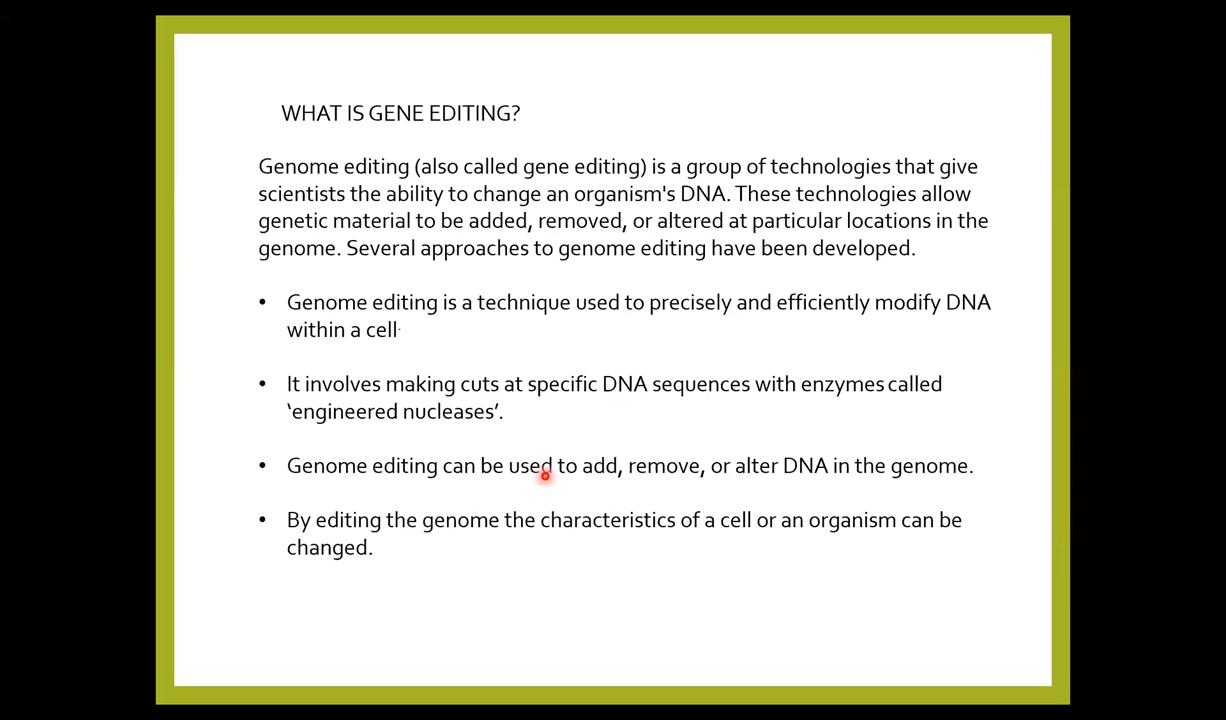 WHAT IS GENE EDITING?
Genome editing (also called gene editing) is a group of technologies that give
scientists the ability to change an organism's DNA. These technologies allow
genetic material to be added, removed, or altered at particular locations in the
genome. Several approaches to genome editing have been developed.
• Genome editing is a technique used to precisely and efficiently modify DNA
within a cell.
• It involves making cuts at specific DNA sequences with enzymes called
‘engineered nucleases’.
• Genome editing can be used to add, remove, or alter DNA in the genome.
• By editing the genome the characteristics of a cell or an organism can be
changed.